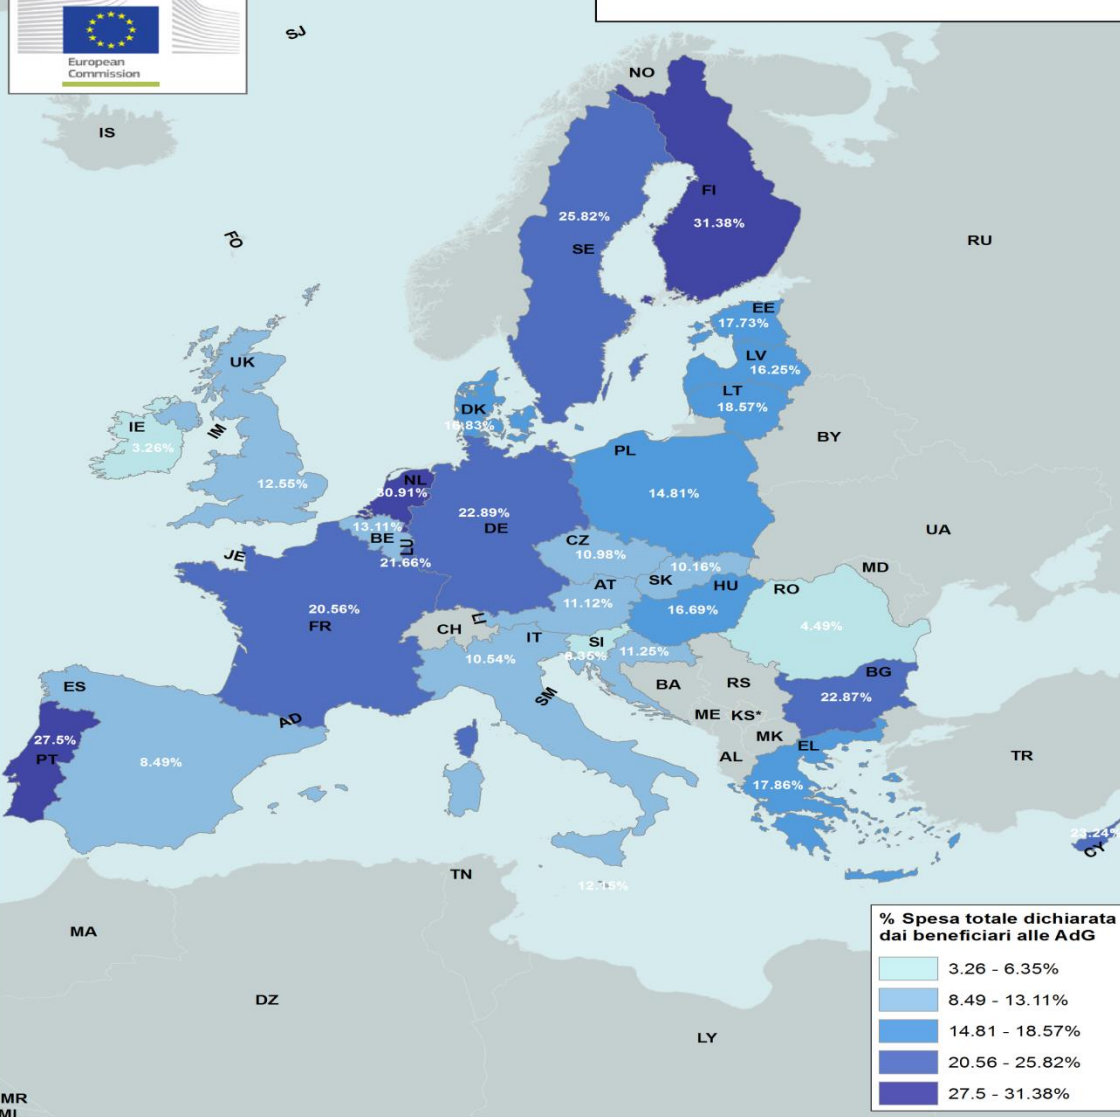 European
Commission
SJ
NO
IS
FI
31.38%
25.82%
SE
FO
RU
EE
17.73%
LV
16.25%
LT
18.57%
UK
DK
IE
3.26%
IM
12.55%
BY
PL
14.81%
NL
30.91%
22.89%
DE
13.11%
BE
LU
21.66%
UA
JE
CZ
10.98%
10.16%
SK
MD
AT
11.12%
HU
16.69%
RO
4.49%
20.56%
FR
CH
LI
IT
10.54%
SI
11.25%
SM
BA
RS
ME
KS*
MK
AL
BG
22.87%
EL
17.86%
ES
AD
27.5%
PT
8.49%
TR
23.24%
CY
TN
12.15%
MA
DZ
LY
MR
% Spesa totale dichiarata
dai beneficiari alle AdG
3.26 - 6.35%
8.49 - 13.11%
14.81 - 18.57%
20.56 - 25.82%
27.5 - 31.38%